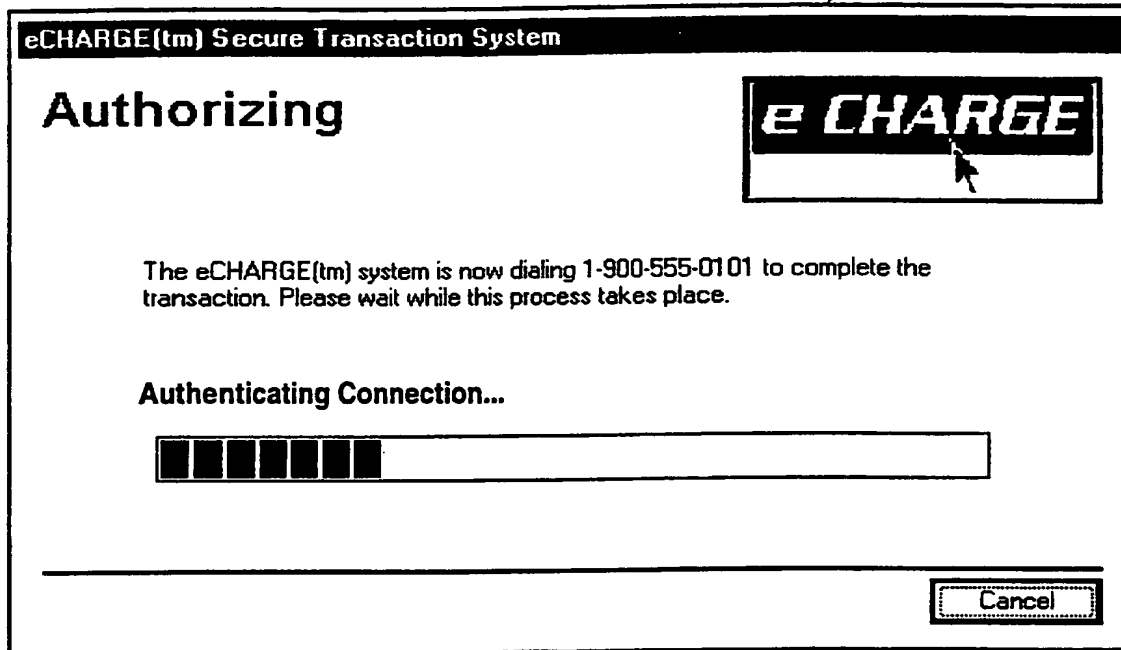 eCHARGE(tm) Secure Transaction System
Authorizing
e CHARGE
The eCHARGE(tm) system is now dialing 1-900-555-0101 to complete the
transaction. Please wait while this process takes place.
Authenticating Connection...
Cancel